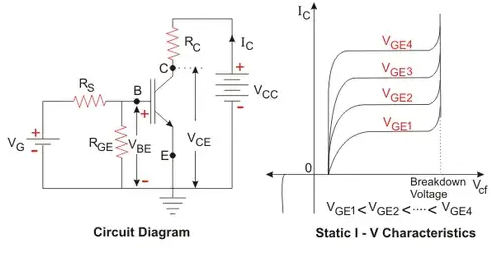 R_C
I_C
C
R_S
B
V_CC
V_G
R_GE
V_BE
V_CE
E
Circuit Diagram
I_C
V_GE4
V_GE3
V_GE2
V_GE1
0
Breakdown
Voltage
V_cf
V_GE1 < V_GE2 < ···· < V_GE4
Static I - V Characteristics